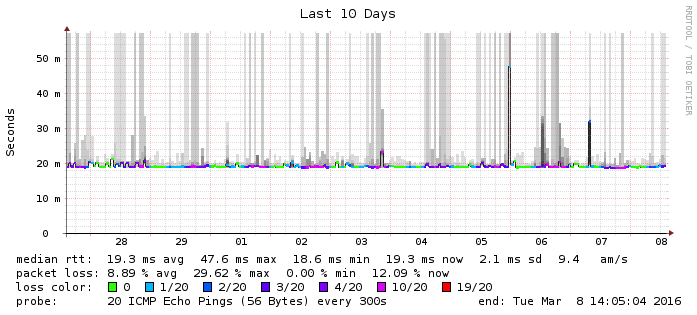 Last 10 Days
RRDTOOL / TOBI OETIKER
Seconds
50 m
40 m
30 m
20 m
10 m
0
28 29 01 02 03 04 05 06 07 08
median rtt: 19.3 ms avg 47.6 ms max 18.6 ms min 19.3 ms now 2.1 ms sd 9.4 am/s
packet loss: 8.89 % avg 29.62 % max 0.00 % min 12.09 % now
loss color: 0 1/20 2/20 3/20 4/20 10/20 19/20
probe: 20 ICMP Echo Pings (56 Bytes) every 300s end: Tue Mar 8 14:05:04 2016